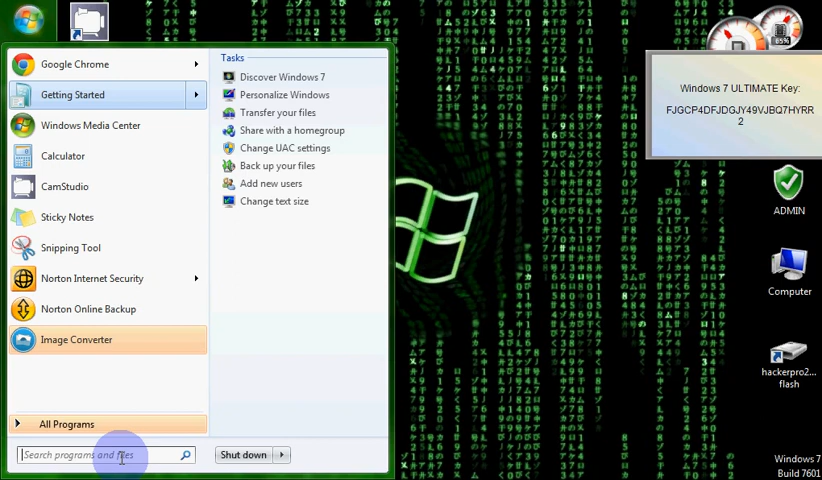 Google Chrome
Getting Started
Windows Media Center
Calculator
CamStudio
Sticky Notes
Snipping Tool
Norton Internet Security
Norton Online Backup
Image Converter
All Programs
Search programs and files
Shut down
Tasks
Discover Windows 7
Personalize Windows
Transfer your files
Share with a homegroup
Change UAC settings
Back up your files
Add new users
Change text size
65%
Windows 7 ULTIMATE Key:
FJGCP4DFJDGJY49VJBQ7HYRR
2
ADMIN
Computer
hackerpro2...
flash
Windows 7
Build 7601